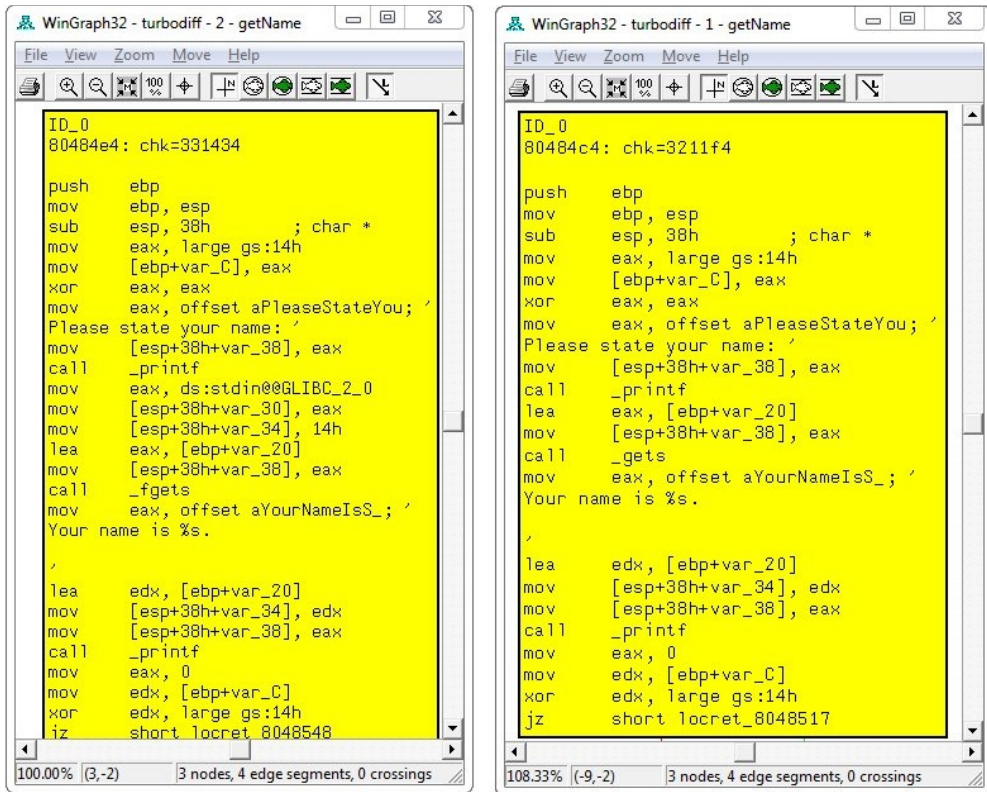 WinGraph32 - turbodiff - 2 - getName
File View Zoom Move Help
100 %
ID_0
80484e4: chk=331434
push ebp
mov ebp, esp
sub esp, 38h ; char *
mov eax, large gs:14h
mov [ebp+var_C], eax
xor eax, eax
mov eax, offset aPleaseStateYou; '
Please state your name: '
mov [esp+38h+var_38], eax
call _printf
mov eax, ds:stdin@@GLIBC_2_0
mov [esp+38h+var_30], eax
mov [esp+38h+var_34], 14h
lea eax, [ebp+var_20]
mov [esp+38h+var_38], eax
call _fgets
mov eax, offset aYourNameIsS_; '
Your name is %s.
'
lea edx, [ebp+var_20]
mov [esp+38h+var_34], edx
mov [esp+38h+var_38], eax
call _printf
mov eax, 0
mov edx, [ebp+var_C]
xor edx, large gs:14h
jz short locret_8048548
100.00% (3,-2) 3 nodes, 4 edge segments, 0 crossings
WinGraph32 - turbodiff - 1 - getName
File View Zoom Move Help
100 %
ID_0
80484c4: chk=3211f4
push ebp
mov ebp, esp
sub esp, 38h ; char *
mov eax, large gs:14h
mov [ebp+var_C], eax
xor eax, eax
mov eax, offset aPleaseStateYou; '
Please state your name: '
mov [esp+38h+var_38], eax
call _printf
lea eax, [ebp+var_20]
mov [esp+38h+var_38], eax
call _gets
mov eax, offset aYourNameIsS_; '
Your name is %s.
'
lea edx, [ebp+var_20]
mov [esp+38h+var_34], edx
mov [esp+38h+var_38], eax
call _printf
mov eax, 0
mov edx, [ebp+var_C]
xor edx, large gs:14h
jz short locret_8048517
108.33% (-9,-2) 3 nodes, 4 edge segments, 0 crossings